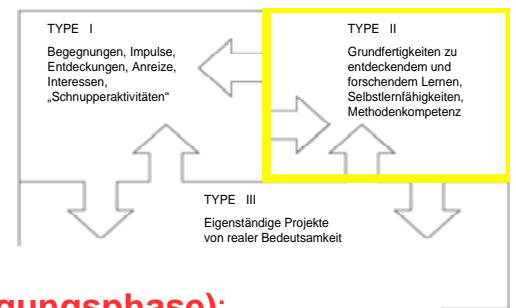 TYPE I
Begegnungen, Impulse,
Entdeckungen, Anreize,
Interessen,
„Schnupperaktivitäten“
TYPE II
Grundfertigkeiten zu
entdeckendem und
forschendem Lernen,
Selbstlernfähigkeiten,
Methodenkompetenz
TYPE III
Eigenständige Projekte
von realer Bedeutsamkeit
gungsphase):